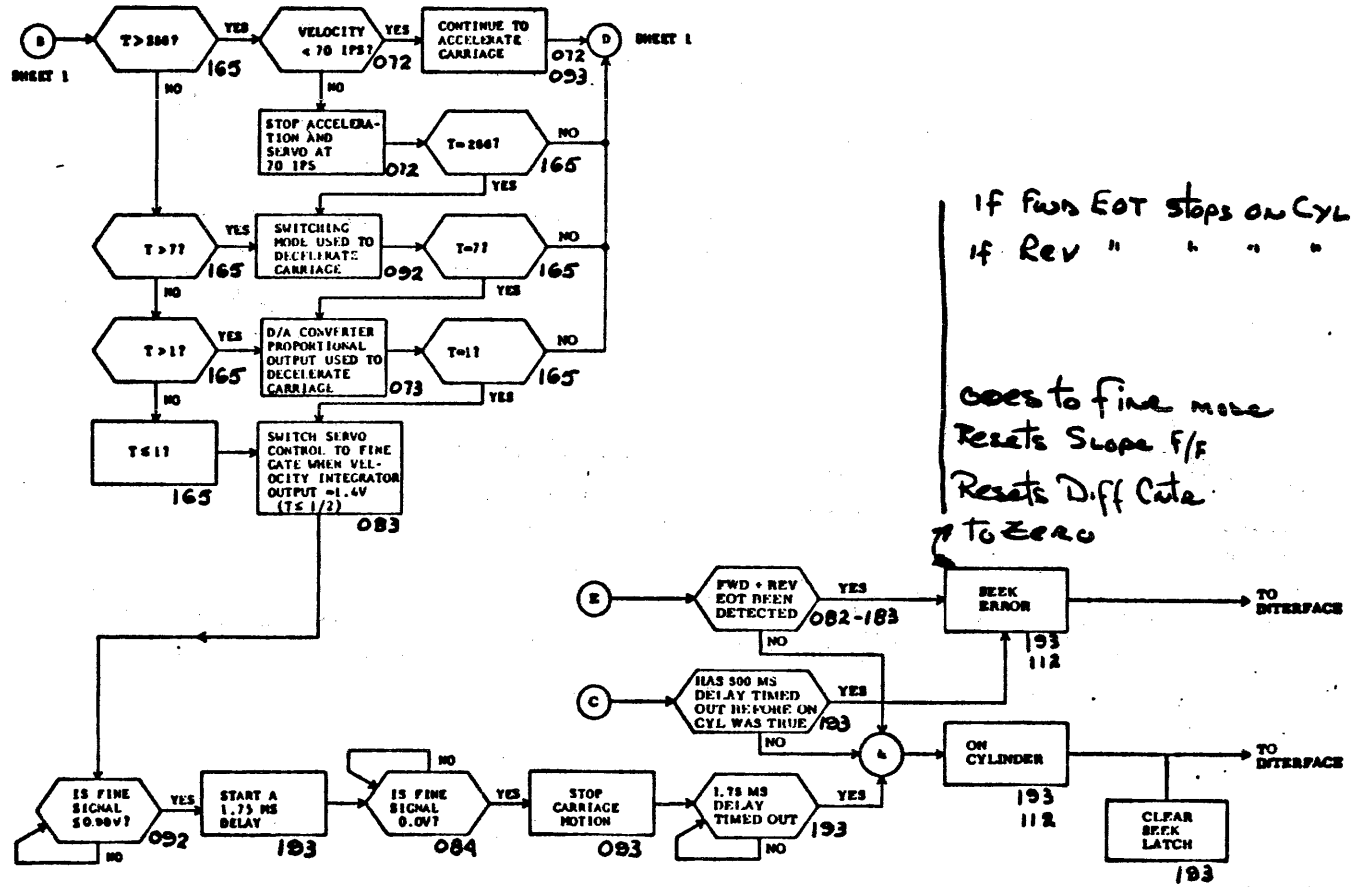 B
SHEET 1
T > 266?
YES
165
NO
VELOCITY
< 70 IPS?
YES
072
NO
CONTINUE TO
ACCELERATE
CARRIAGE
072
093
D
SHEET 1
STOP ACCELERA-
TION AND
SERVO AT
70 IPS
072
T=266?
NO
165
YES
T > 7?
YES
165
NO
SWITCHING
MODE USED TO
DECELERATE
CARRIAGE
092
T=7?
NO
165
YES
T > 1?
YES
165
NO
D/A CONVERTER
PROPORTIONAL
OUTPUT USED TO
DECELERATE
CARRIAGE
073
T=1?
NO
165
YES
T ≤ 1?
165
SWITCH SERVO
CONTROL TO FINE
GATE WHEN VEL-
OCITY INTEGRATOR
OUTPUT =1.4V
(T ≤ 1/2)
083
If Fwd EOT stops on Cyl
If Rev " " " "
Goes to fine mode
Resets Slope F/F
Resets Diff
To Zero
E
FWD + REV
EOT BEEN
DETECTED
YES
082-183
NO
SEEK
ERROR
193
112
TO
INTERFACE
C
HAS 500 MS
DELAY TIMED
OUT BEFORE ON
CYL WAS TRUE
YES
193
NO
&
ON
CYLINDER
193
112
TO
INTERFACE
CLEAR
SEEK
LATCH
193
IS FINE
SIGNAL
≤0.90V?
YES
092
NO
START A
1.75 MS
DELAY
193
NO
IS FINE
SIGNAL
0.0V?
YES
084
STOP
CARRIAGE
MOTION
093
1.75 MS
DELAY
TIMED OUT
YES
193
NO